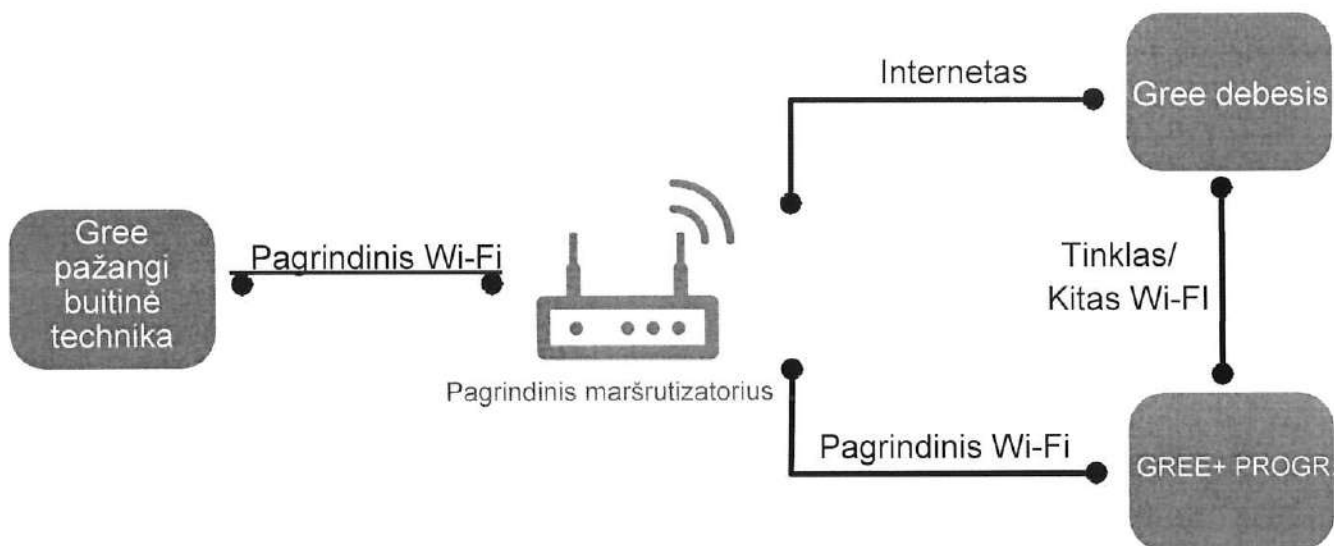 Internetas
Gree debesis
Gree
pažangi
buitinė
technika
Pagrindinis Wi-Fi
Tinklas/
Kitas Wi-FI
Pagrindinis maršrutizatorius
Pagrindinis Wi-Fi
GREE+ PROGR.